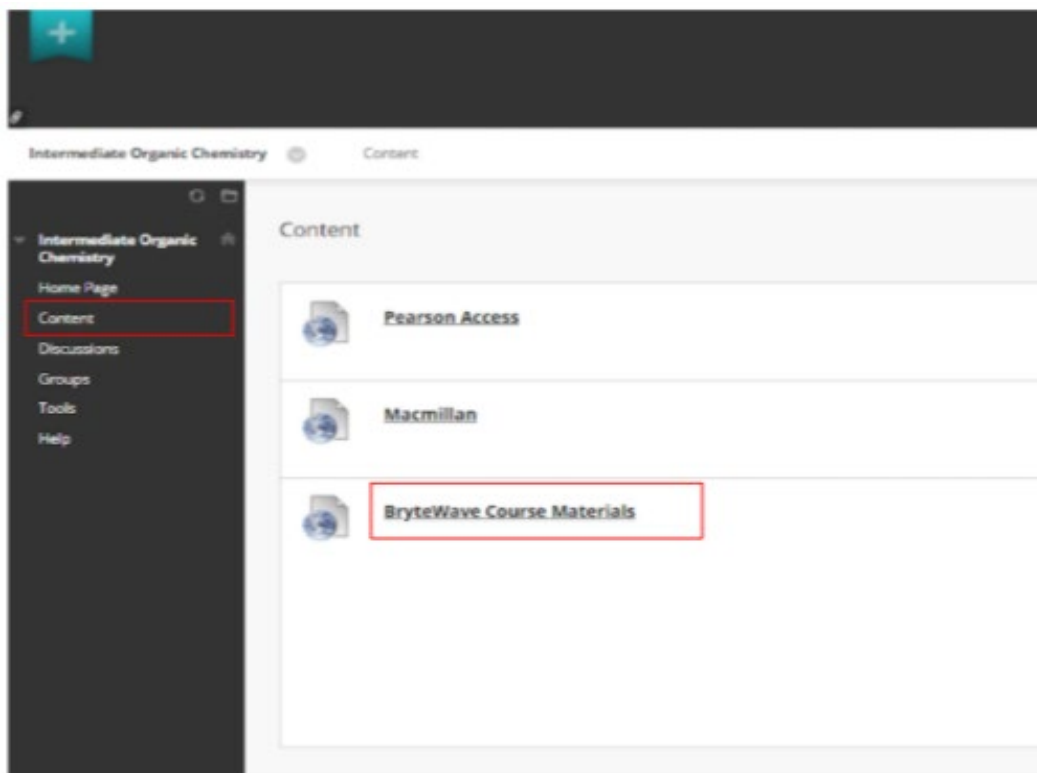 Intermediate Organic Chemistry Content
Intermediate Organic
Chemistry
Home Page
Content
Discussions
Groups
Tools
Help
Content
Pearson Access
Macmillan
BryteWave Course Materials